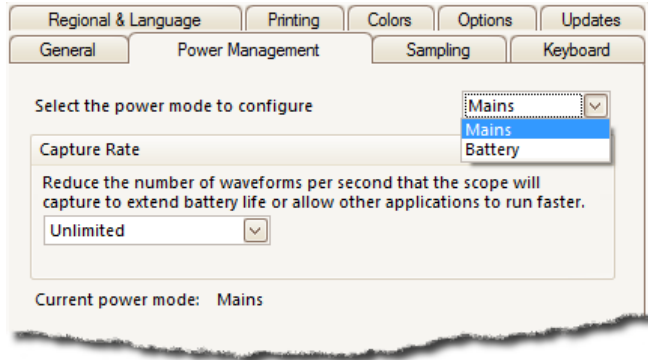 Regional & Language Printing Colors Options Updates
General Power Management Sampling Keyboard
Select the power mode to configure Mains
Mains
Battery
Capture Rate
Reduce the number of waveforms per second that the scope will
capture to extend battery life or allow other applications to run faster.
Unlimited
Current power mode: Mains